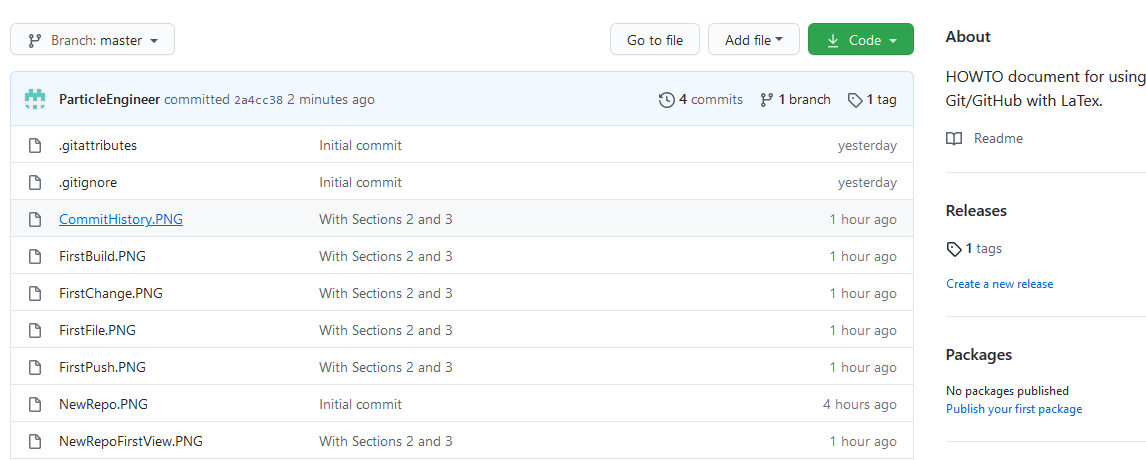 Branch: master
Go to file
Add file
Code
ParticleEngineer committed 2a4cc38 2 minutes ago
4 commits
1 branch
1 tag
.gitattributes Initial commit yesterday
.gitignore Initial commit yesterday
CommitHistory.PNG With Sections 2 and 3 1 hour ago
FirstBuild.PNG With Sections 2 and 3 1 hour ago
FirstChange.PNG With Sections 2 and 3 1 hour ago
FirstFile.PNG With Sections 2 and 3 1 hour ago
FirstPush.PNG With Sections 2 and 3 1 hour ago
NewRepo.PNG Initial commit 4 hours ago
NewRepoFirstView.PNG With Sections 2 and 3 1 hour ago
About
HOWTO document for using
Git/GitHub with LaTex.
Readme
Releases
1 tags
Create a new release
Packages
No packages published
Publish your first package